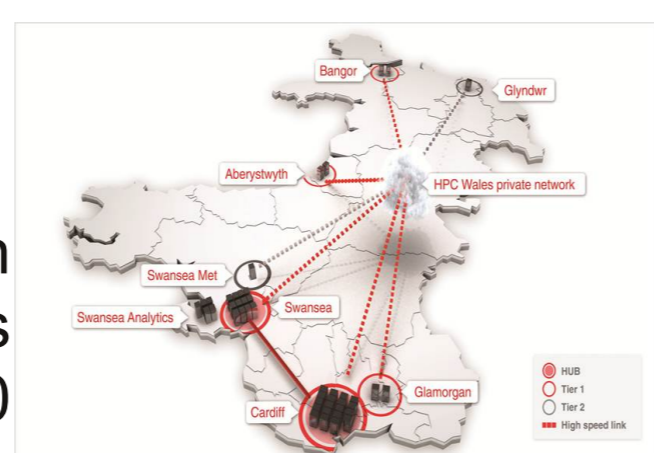 Bangor
Glyndwr
Aberystwyth
HPC Wales private network
Swansea Met
Swansea Analytics
Swansea
Cardiff
Glamorgan
HUB
Tier 1
Tier 2
High speed link